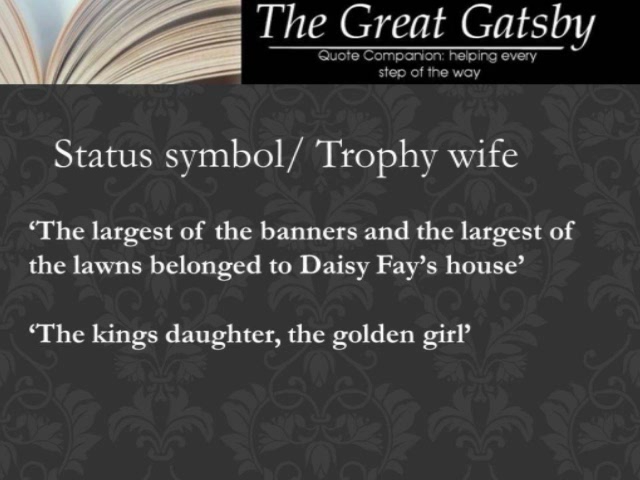 The Great Gatsby
Quote Companion: helping every
step of the way
Status symbol/ Trophy wife
‘The largest of the banners and the largest of
the lawns belonged to Daisy Fay’s house’
‘The kings daughter, the golden girl’